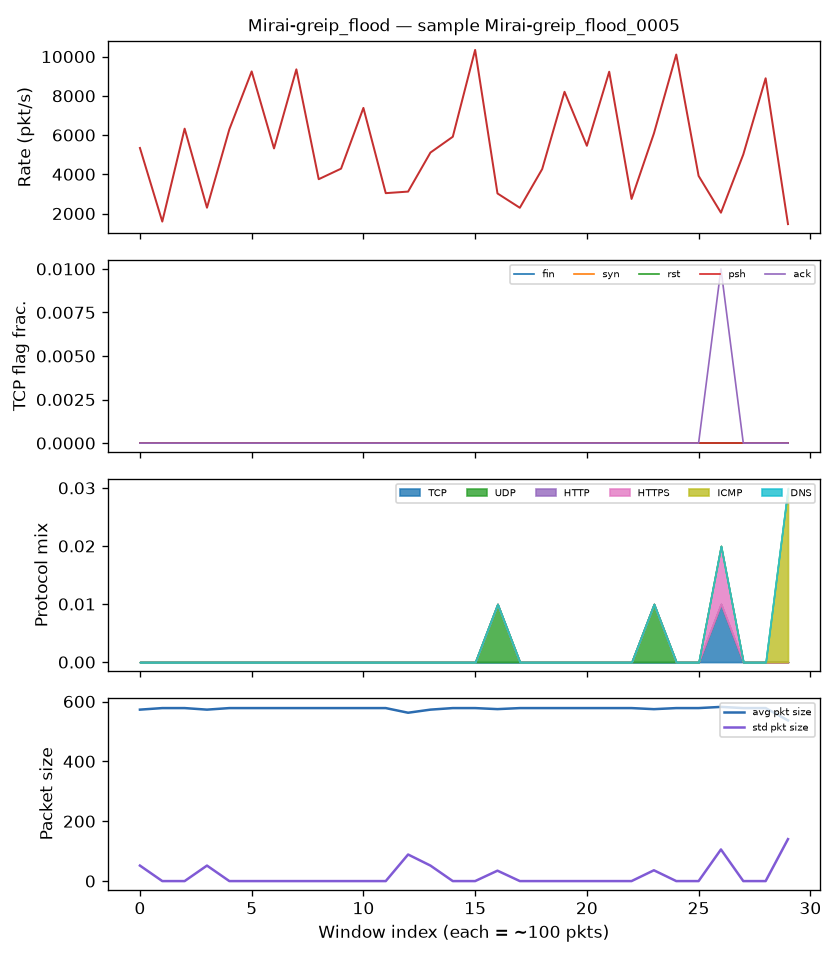 Mirai-greip_flood — sample Mirai-greip_flood_0005
Rate (pkt/s)
10000
8000
6000
4000
2000
TCP flag frac.
0.0100
0.0075
0.0050
0.0025
0.0000
fin syn rst psh ack
Protocol mix
0.03
0.02
0.01
0.00
TCP UDP HTTP HTTPS ICMP DNS
Packet size
600
400
200
0
avg pkt size
std pkt size
0 5 10 15 20 25 30
Window index (each = ~100 pkts)